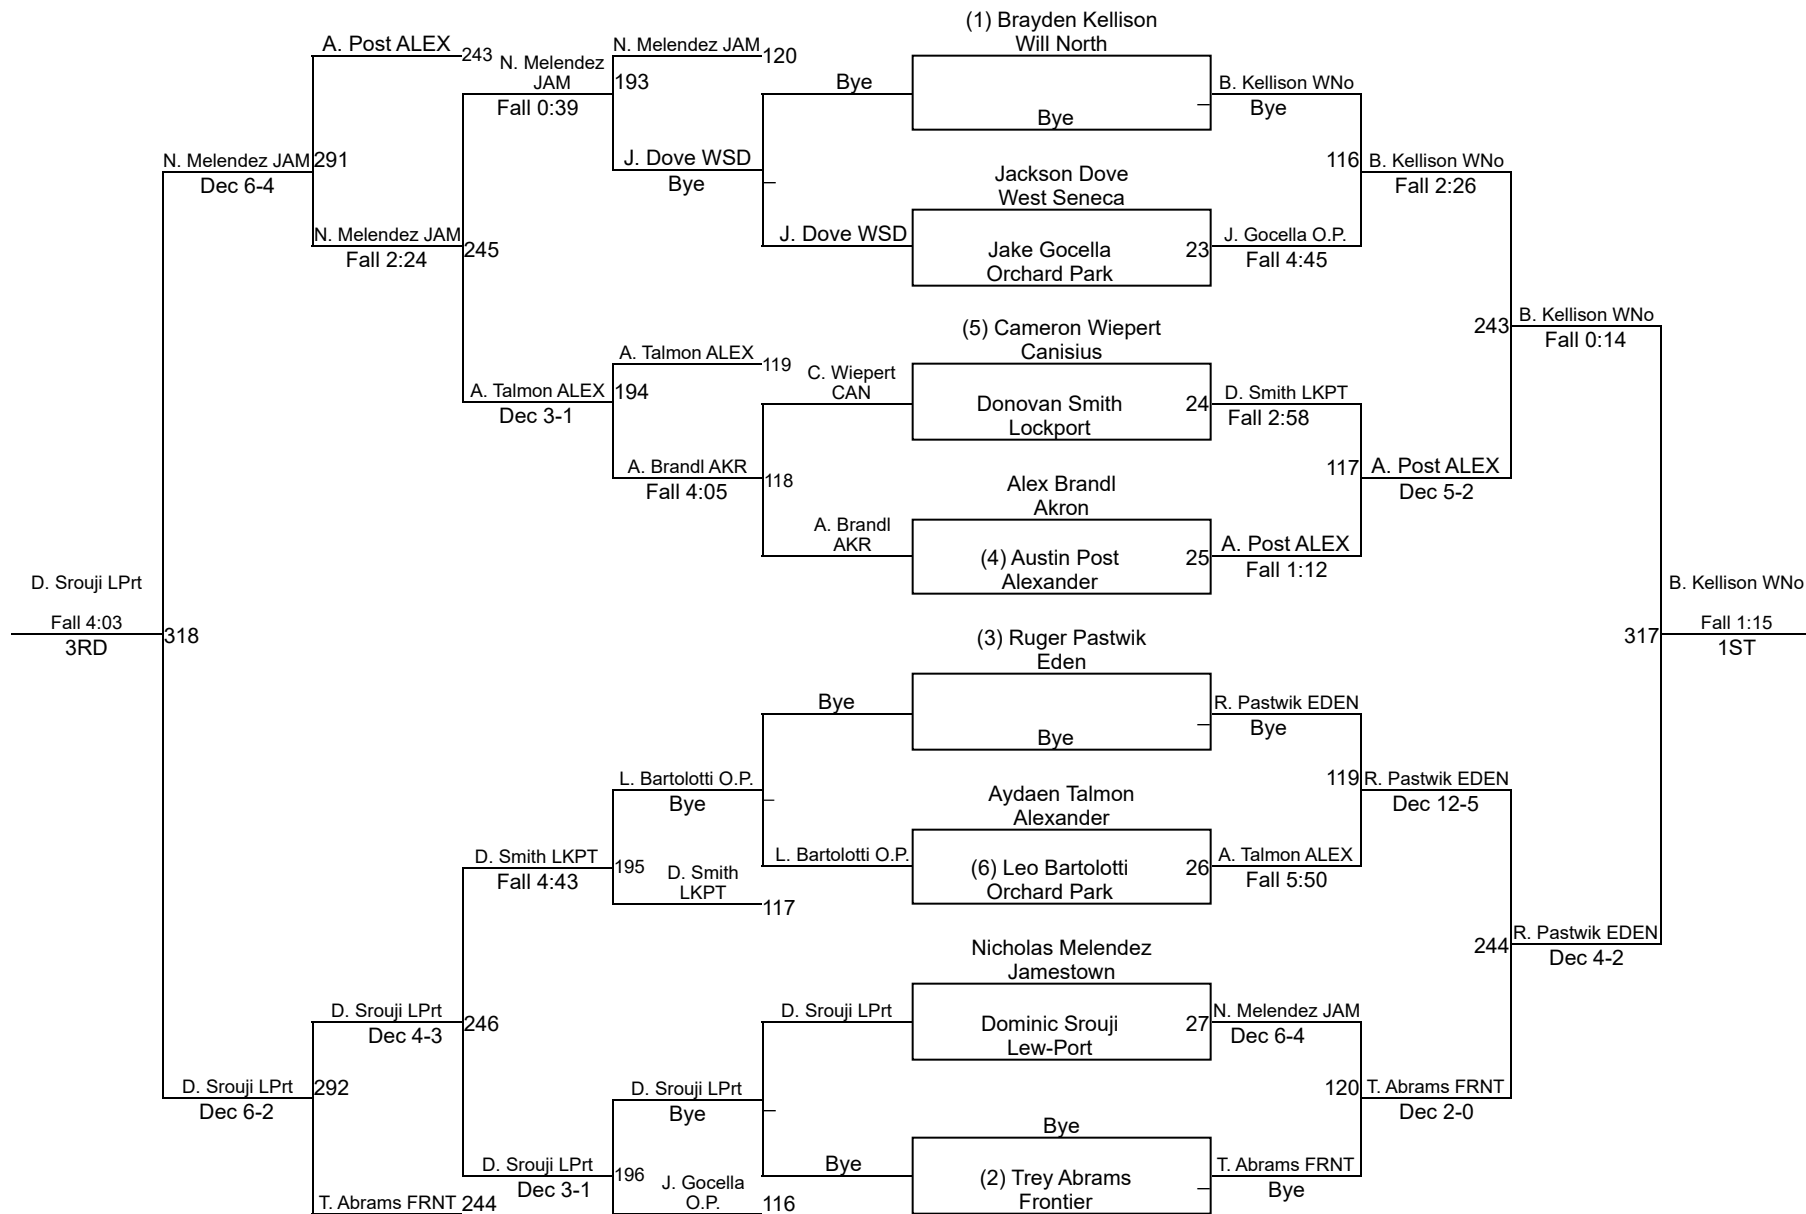 (1) Brayden Kellison
Will North
A. Post ALEX
243
N. Melendez
JAM
Fall 0:39
N. Melendez JAM
120
193
Bye
Bye
B. Kellison WNo
Bye
N. Melendez JAM
291
Dec 6-4
J. Dove WSD
Bye
116
B. Kellison WNo
Fall 2:26
Jackson Dove
West Seneca
N. Melendez JAM
Fall 2:24
245
J. Dove WSD
Jake Gocella
Orchard Park
23
J. Gocella O.P.
Fall 4:45
(5) Cameron Wiepert
Canisius
243
B. Kellison WNo
Fall 0:14
A. Talmon ALEX
119
A. Talmon ALEX
Dec 3-1
194
C. Wiepert
CAN
Donovan Smith
Lockport
24
D. Smith LKPT
Fall 2:58
A. Brandl AKR
Fall 4:05
118
117
A. Post ALEX
Dec 5-2
Alex Brandl
Akron
A. Brandl
AKR
(4) Austin Post
Alexander
25
A. Post ALEX
Fall 1:12
D. Srouji LPrt
Fall 4:03
3RD
318
B. Kellison WNo
317
Fall 1:15
1ST
(3) Ruger Pastwik
Eden
Bye
Bye
R. Pastwik EDEN
Bye
L. Bartolotti O.P.
Bye
119
R. Pastwik EDEN
Dec 12-5
Aydaen Talmon
Alexander
D. Smith LKPT
Fall 4:43
195
D. Smith
LKPT
117
L. Bartolotti O.P.
(6) Leo Bartolotti
Orchard Park
26
A. Talmon ALEX
Fall 5:50
244
R. Pastwik EDEN
Dec 4-2
Nicholas Melendez
Jamestown
D. Srouji LPrt
Dec 4-3
246
D. Srouji LPrt
Dominic Srouji
Lew-Port
27
N. Melendez JAM
Dec 6-4
D. Srouji LPrt
Dec 6-2
292
D. Srouji LPrt
Bye
120
T. Abrams FRNT
Dec 2-0
Bye
D. Srouji LPrt
Dec 3-1
196
J. Gocella
O.P.
116
Bye
(2) Trey Abrams
Frontier
T. Abrams FRNT
Bye
T. Abrams FRNT
244